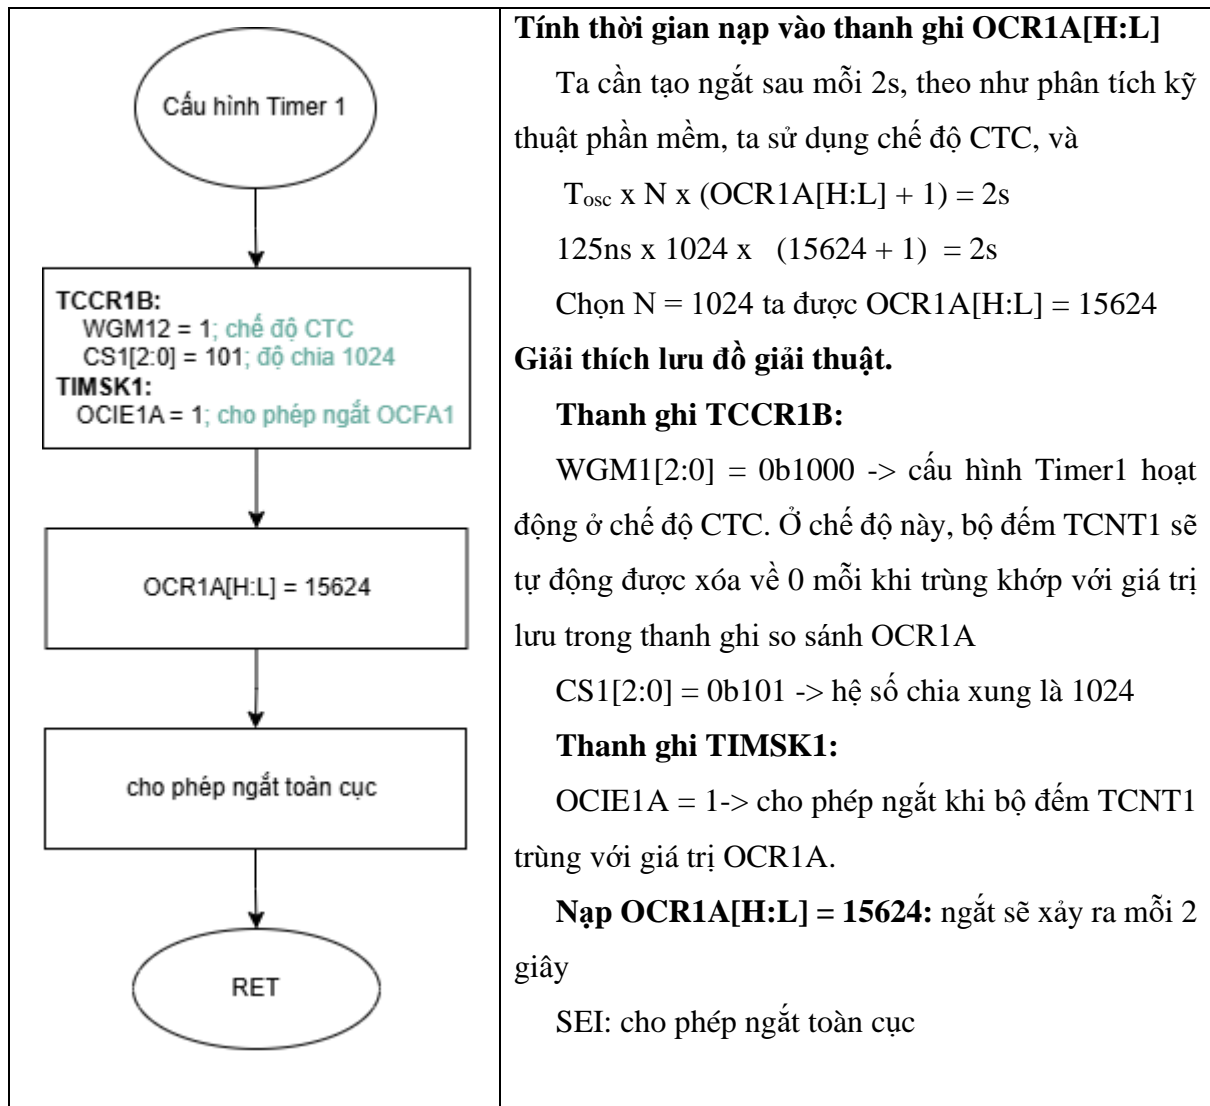 Cấu hình Timer 1
TCCR1B:
WGM12 = 1; chế độ CTC
CS1[2:0] = 101; độ chia 1024
TIMSK1:
OCIE1A = 1; cho phép ngắt OCFA1
OCR1A[H:L] = 15624
cho phép ngắt toàn cục
RET
Tính thời gian nạp vào thanh ghi OCR1A[H:L]
Ta cần tạo ngắt sau mỗi 2s, theo như phân tích kỹ
thuật phần mềm, ta sử dụng chế độ CTC, và
Tosc x N x (OCR1A[H:L] + 1) = 2s
125ns x 1024 x (15624 + 1) = 2s
Chọn N = 1024 ta được OCR1A[H:L] = 15624
Giải thích lưu đồ giải thuật.
Thanh ghi TCCR1B:
WGM1[2:0] = 0b1000 -> cấu hình Timer1 hoạt
động ở chế độ CTC. Ở chế độ này, bộ đếm TCNT1 sẽ
tự động được xóa về 0 mỗi khi trùng khớp với giá trị
lưu trong thanh ghi so sánh OCR1A
CS1[2:0] = 0b101 -> hệ số chia xung là 1024
Thanh ghi TIMSK1:
OCIE1A = 1-> cho phép ngắt khi bộ đếm TCNT1
trùng với giá trị OCR1A.
Nạp OCR1A[H:L] = 15624: ngắt sẽ xảy ra mỗi 2
giây
SEI: cho phép ngắt toàn cục